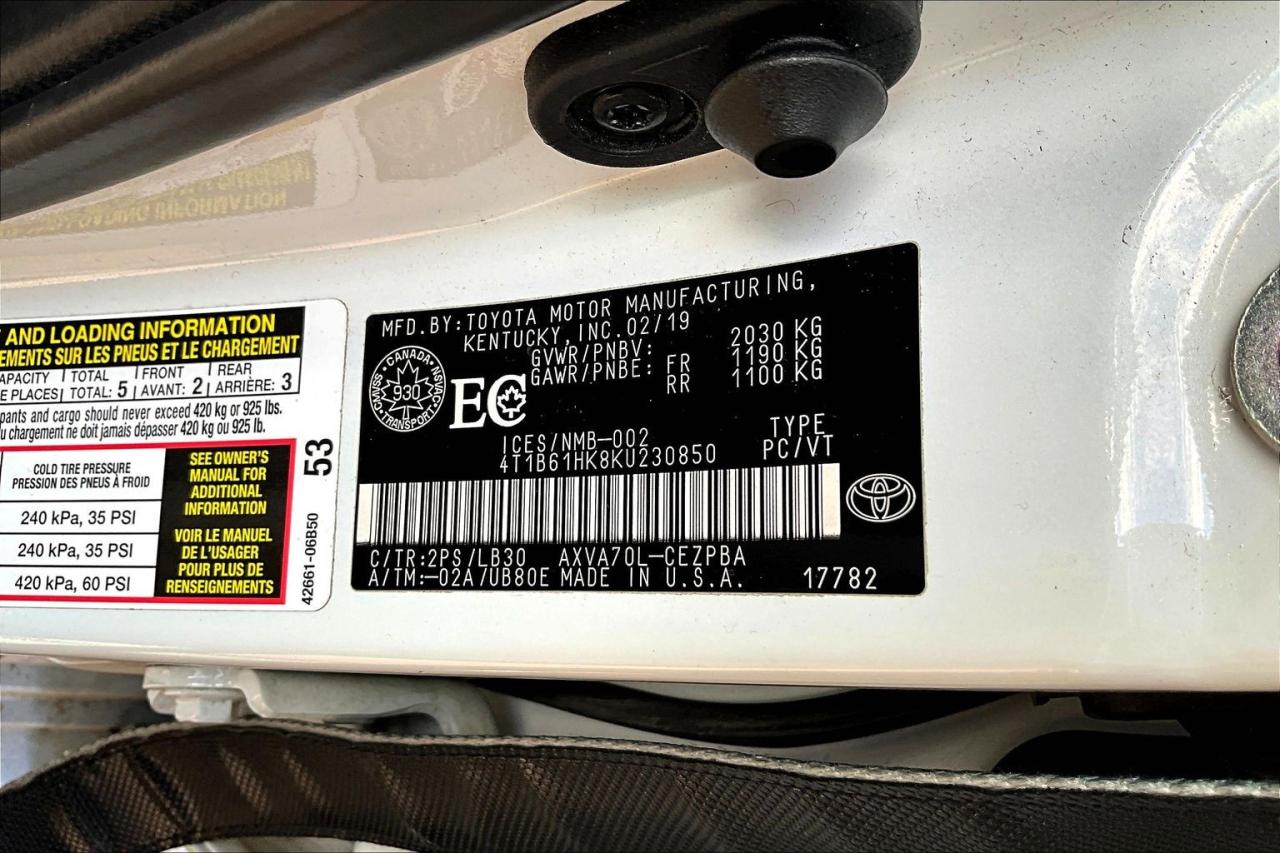 AND LOADING INFORMATION
EMENTS SUR LES PNEUS ET LE CHARGEMENT
APACITY TOTAL FRONT REAR
E PLACES TOTAL: 5 AVANT: 2 ARRIÈRE: 3
pants and cargo should never exceed 420 kg or 925 lbs.
u chargement ne doit jamais dépasser 420 kg ou 925 lb.
COLD TIRE PRESSURE
PRESSION DES PNEUS À FROID
240 kPa, 35 PSI
240 kPa, 35 PSI
420 kPa, 60 PSI
SEE OWNER'S
MANUAL FOR
ADDITIONAL
INFORMATION
VOIR LE MANUEL
DE L'USAGER
POUR PLUS DE
RENSEIGNEMENTS
53
42661-06B50
MFD.BY:TOYOTA MOTOR MANUFACTURING,
KENTUCKY, INC.02/19
GVWR/PNBV: 2030 KG
GAWR/PNBE: FR 1190 KG
RR 1100 KG
CANADA
NSVAC
TRANSPORT
CMVSS
930
EC
ICES/NMB-002
4T1B61HK8KU230850
TYPE
PC/VT
C/TR:2PS/LB30 AXVA70L-CEZPBA
A/TM:-02A/UB80E MADE IN U.S.A. 17782